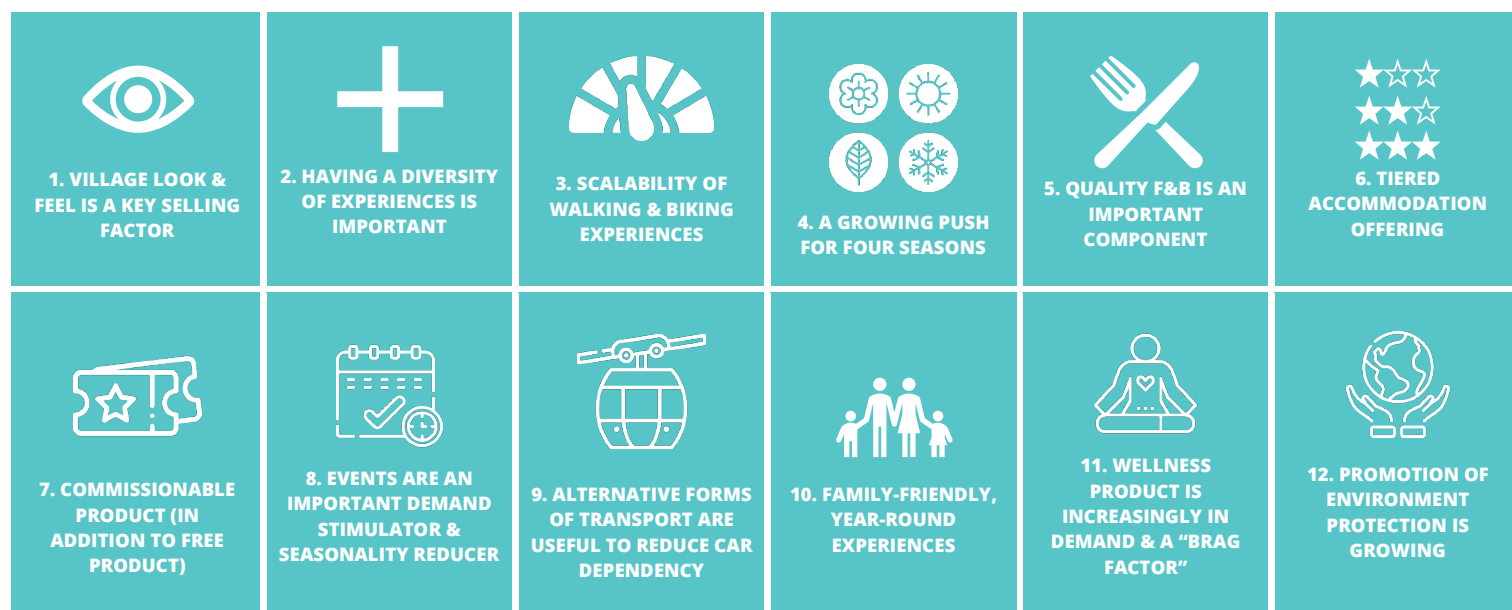 1. VILLAGE LOOK &
FEEL IS A KEY SELLING
FACTOR
2. HAVING A DIVERSITY
OF EXPERIENCES IS
IMPORTANT
3. SCALABILITY OF
WALKING & BIKING
EXPERIENCES
4. A GROWING PUSH
FOR FOUR SEASONS
5. QUALITY F&B IS AN
IMPORTANT
COMPONENT
6. TIERED
ACCOMMODATION
OFFERING
7. COMMISSIONABLE
PRODUCT (IN
ADDITION TO FREE
PRODUCT)
8. EVENTS ARE AN
IMPORTANT DEMAND
STIMULATOR &
SEASONALITY REDUCER
9. ALTERNATIVE FORMS
OF TRANSPORT ARE
USEFUL TO REDUCE CAR
DEPENDENCY
10. FAMILY-FRIENDLY,
YEAR-ROUND
EXPERIENCES
11. WELLNESS
PRODUCT IS
INCREASINGLY IN
DEMAND & A “BRAG
FACTOR”
12. PROMOTION OF
ENVIRONMENT
PROTECTION IS
GROWING